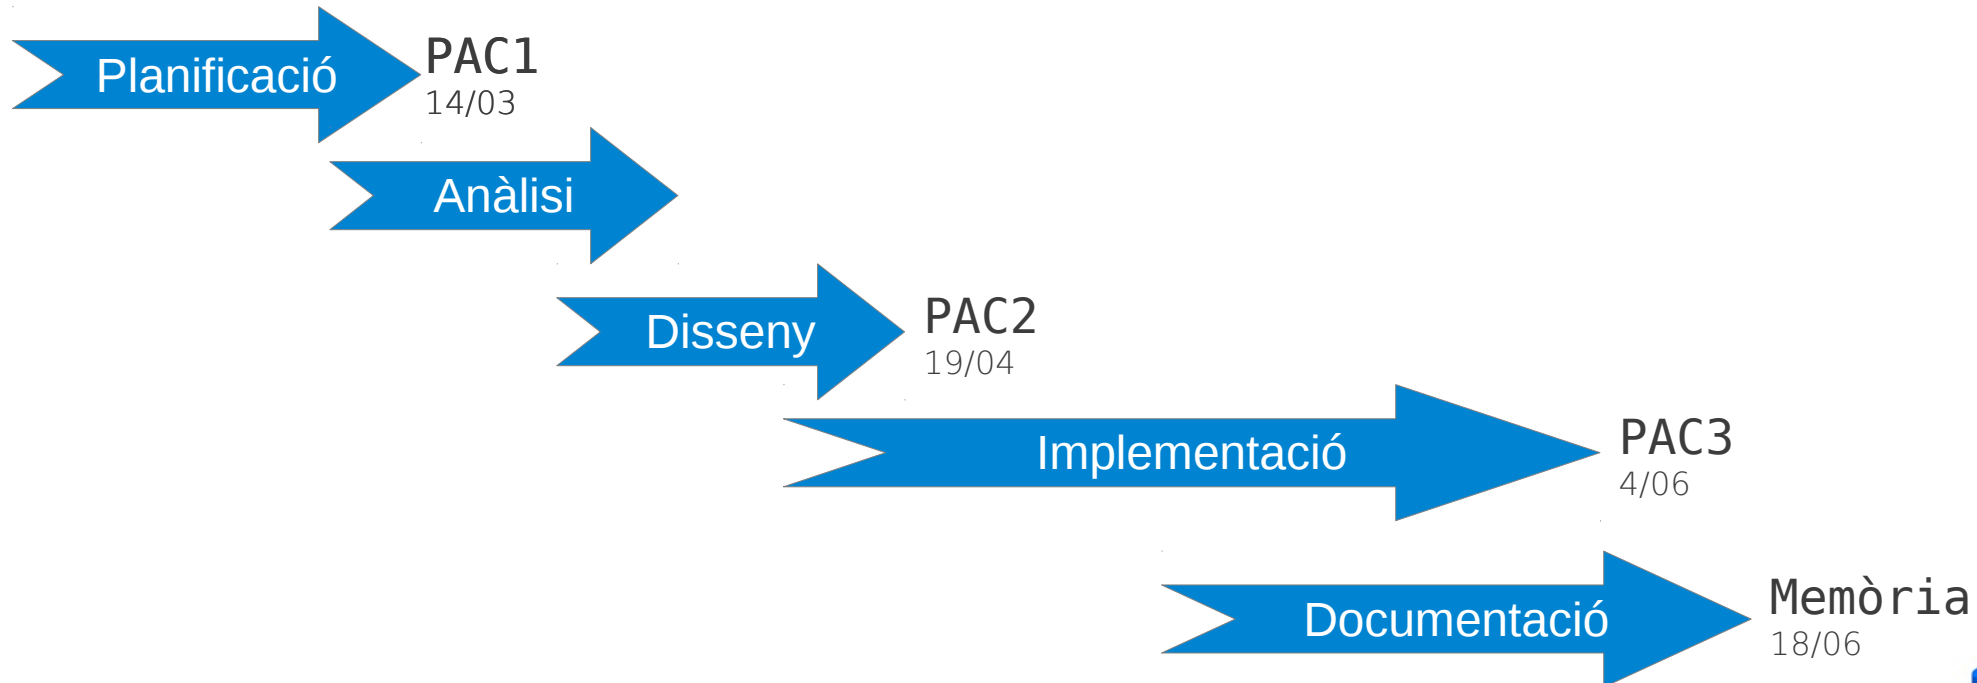 Planificació
PAC1
14/03
Anàlisi
Disseny
PAC2
19/04
Implementació
PAC3
4/06
Documentació
Memòria
18/06